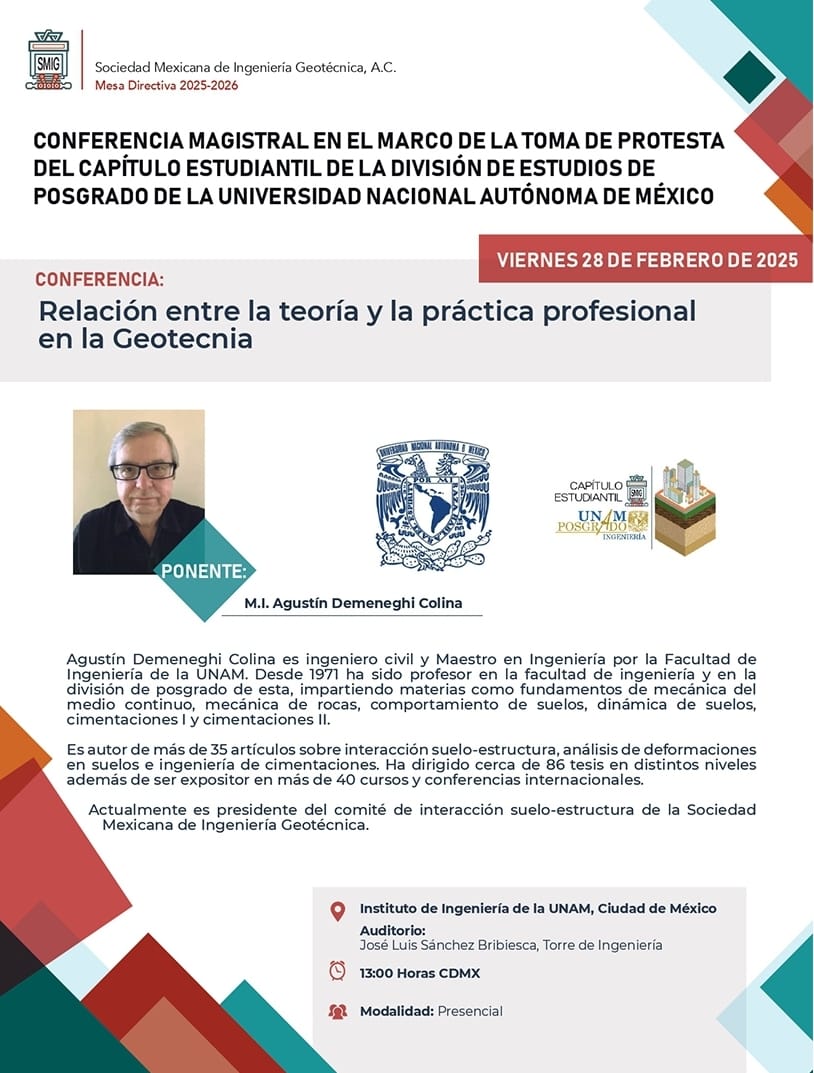 SMIG
Sociedad Mexicana de Ingeniería Geotécnica, A.C.
Mesa Directiva 2025-2026
CONFERENCIA MAGISTRAL EN EL MARCO DE LA TOMA DE PROTESTA
DEL CAPÍTULO ESTUDIANTIL DE LA DIVISIÓN DE ESTUDIOS DE
POSGRADO DE LA UNIVERSIDAD NACIONAL AUTÓNOMA DE MÉXICO
VIERNES 28 DE FEBRERO DE 2025
CONFERENCIA:
Relación entre la teoría y la práctica profesional
en la Geotecnia
UNIVERSIDAD NACIONAL AUTONOMA D MEXICO
POR MI
CAPÍTULO
ESTUDIANTIL
SMIG
UNAM
POSGRADO
INGENIERÍA
PONENTE:
M.I. Agustín Demeneghi Colina
Agustín Demeneghi Colina es ingeniero civil y Maestro en Ingeniería por la Facultad de
Ingeniería de la UNAM. Desde 1971 ha sido profesor en la facultad de ingeniería y en la
división de posgrado de esta, impartiendo materias como fundamentos de mecánica del
medio continuo, mecánica de rocas, comportamiento de suelos, dinámica de suelos,
cimentaciones I y cimentaciones II.
Es autor de más de 35 artículos sobre interacción suelo-estructura, análisis de deformaciones
en suelos e ingeniería de cimentaciones. Ha dirigido cerca de 86 tesis en distintos niveles
además de ser expositor en más de 40 cursos y conferencias internacionales.
Actualmente es presidente del comité de interacción suelo-estructura de la Sociedad
Mexicana de Ingeniería Geotécnica.
Instituto de Ingeniería de la UNAM, Ciudad de México
Auditorio:
José Luis Sánchez Bribiesca, Torre de Ingeniería
13:00 Horas CDMX
Modalidad: Presencial